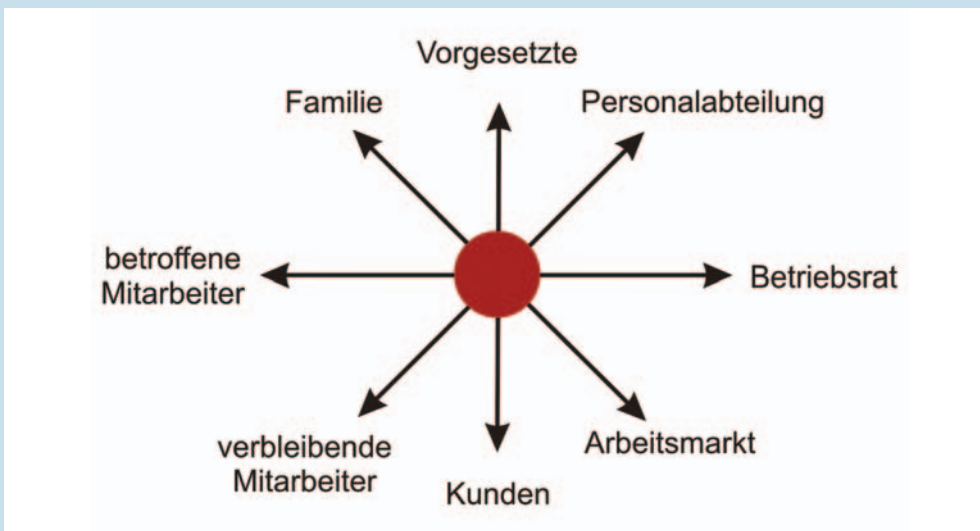 Vorgesetzte
Familie
Personalabteilung
betroffene
Mitarbeiter
Betriebsrat
verbleibende
Mitarbeiter
Arbeitsmarkt
Kunden